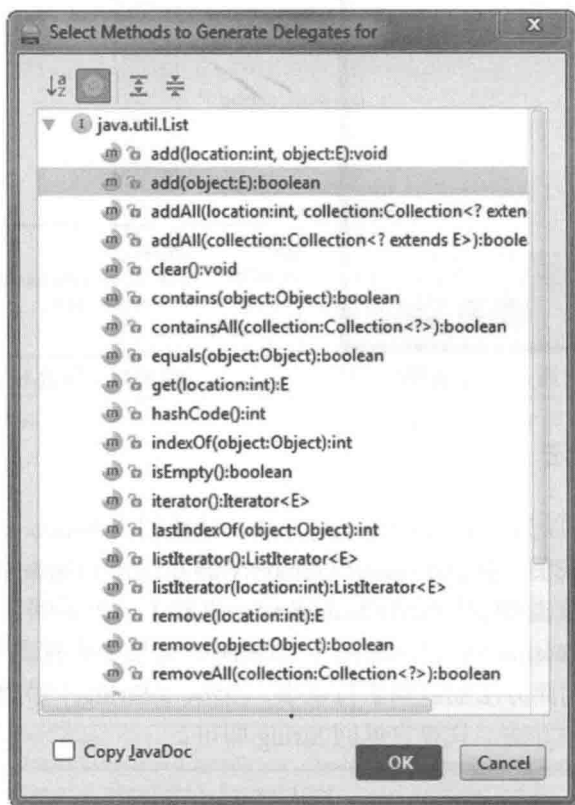 Select Methods to Generate Delegates for
java.util.List
add(location:int, object:E):void
add(object:E):boolean
addAll(location:int, collection:Collection<? exten
addAll(collection:Collection<? extends E>):boole
clear():void
contains(object:Object):boolean
containsAll(collection:Collection<?>):boolean
equals(object:Object):boolean
get(location:int):E
hashCode():int
indexOf(object:Object):int
isEmpty():boolean
iterator():Iterator<E>
lastIndexOf(object:Object):int
listIterator():ListIterator<E>
listIterator(location:int):ListIterator<E>
remove(location:int):E
remove(object:Object):boolean
removeAll(collection:Collection<?>):boolean
Copy JavaDoc
OK
Cancel